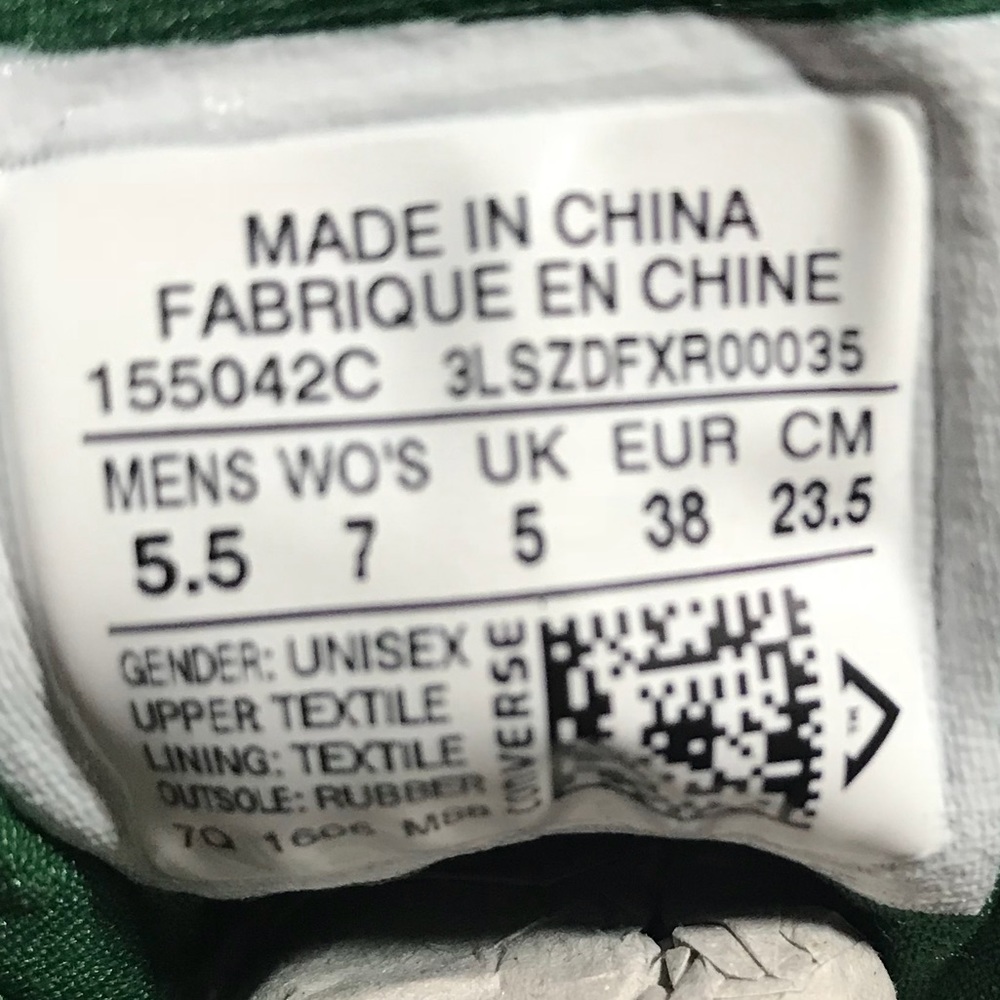 MADE IN CHINA
FABRIQUE EN CHINE
155042C 3LSZDFXR00035
MENS WO'S UK EUR CM
5.5 7 5 38 23.5
GENDER: UNISEX
UPPER TEXTILE
LINING: TEXTILE
OUTSOLE: RUBBER
7Q
CONVERSE